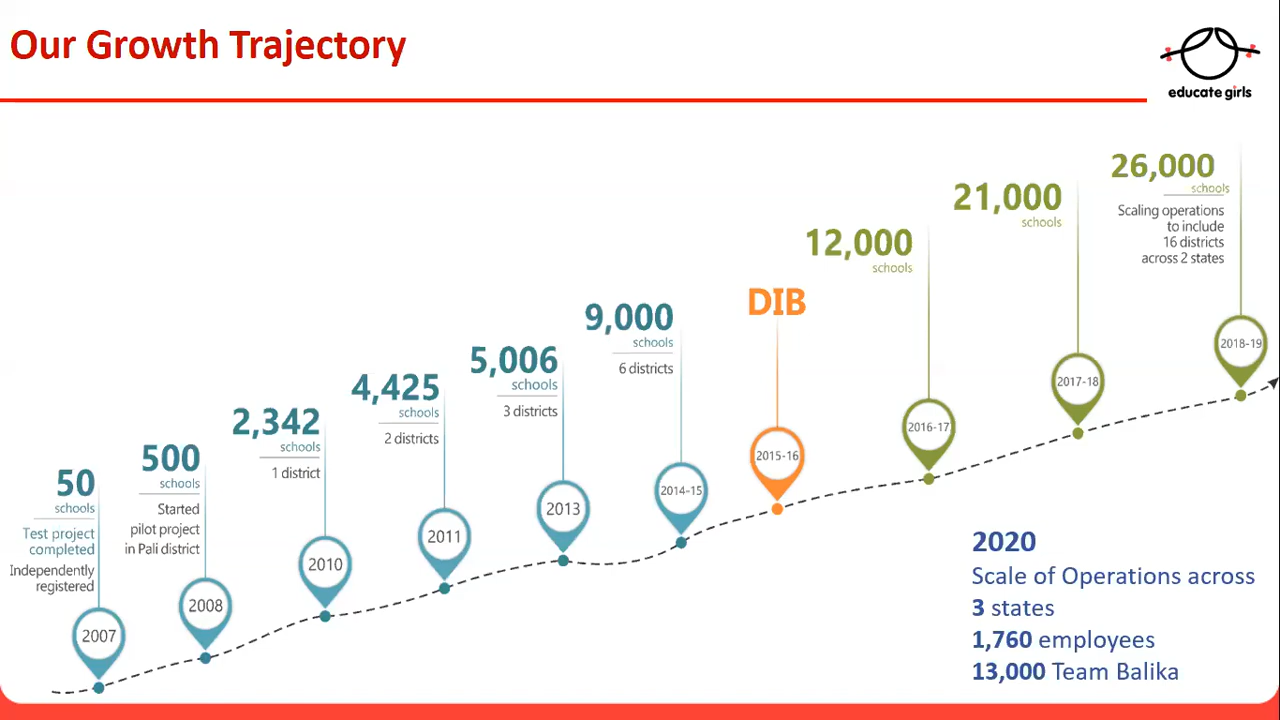 Our Growth Trajectory
educate girls
50
schools
Test project
completed
Independently
registered
2007
500
schools
Started
pilot project
in Pali district
2008
2,342
schools
1 district
2010
4,425
schools
2 districts
2011
5,006
schools
3 districts
2013
9,000
schools
6 districts
2014-15
DIB
2015-16
12,000
schools
2016-17
21,000
schools
2017-18
26,000
schools
Scaling operations
to include
16 districts
across 2 states
2018-19
2020
Scale of Operations across
3 states
1,760 employees
13,000 Team Balika